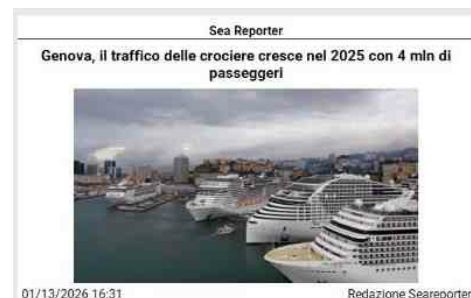 Sea Reporter
Genova, il traffico delle crociere cresce nel 2025 con 4 mln di
passeggeri
01/13/2026 16:31
Redazione Seareporter